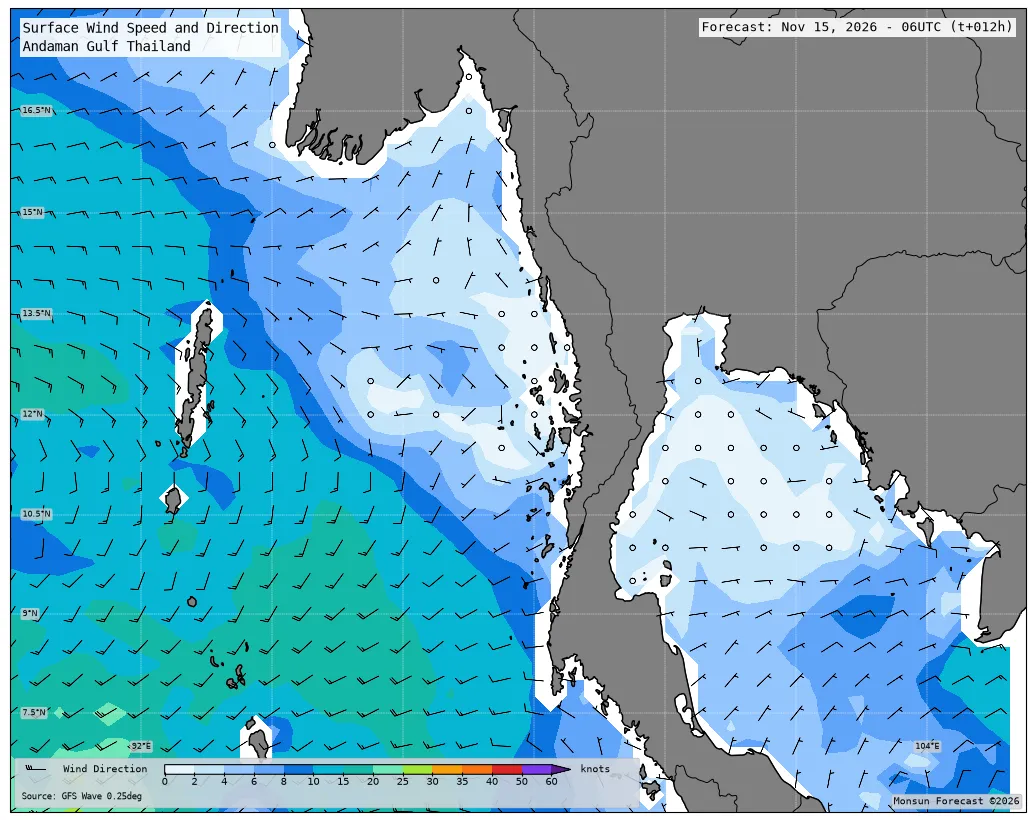 Surface Wind Speed and Direction
Andaman Gulf Thailand
Forecast: Nov 15, 2026 - 06UTC (t+012h)
16.5°N
15°N
13.5°N
12°N
10.5°N
9°N
7.5°N
92°E
104°E
Wind Direction
0 2 4 6 8 10 15 20 25 30 35 40 50 60 knots
Source: GFS Wave 0.25deg
Monsun Forecast ©2026